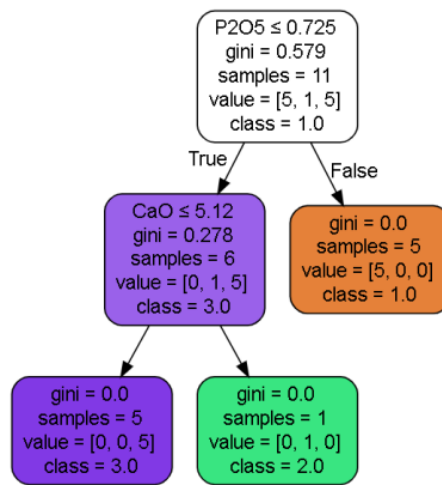 P2O5 ≤ 0.725
gini = 0.579
samples = 11
value = [5, 1, 5]
class = 1.0
True
False
CaO ≤ 5.12
gini = 0.278
samples = 6
value = [0, 1, 5]
class = 3.0
gini = 0.0
samples = 5
value = [5, 0, 0]
class = 1.0
gini = 0.0
samples = 5
value = [0, 0, 5]
class = 3.0
gini = 0.0
samples = 1
value = [0, 1, 0]
class = 2.0